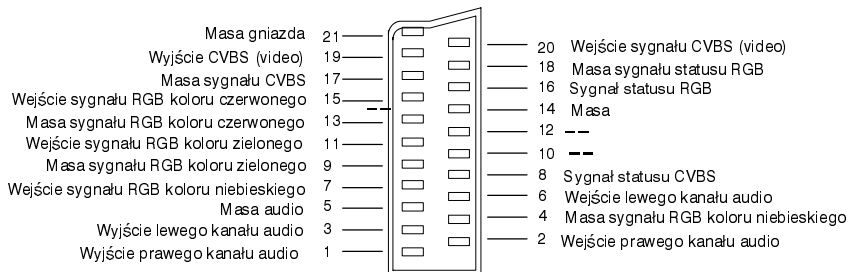 Masa gniazda 21
Wyjście CVBS (video) 19
Masa sygnału CVBS 17
Wejście sygnału RGB koloru czerwonego 15
Masa sygnału RGB koloru czerwonego 13
Wejście sygnału RGB koloru zielonego 11
Masa sygnału RGB koloru zielonego 9
Wejście sygnału RGB koloru niebieskiego 7
Masa audio 5
Wyjście lewego kanału audio 3
Wyjście prawego kanału audio 1
20 Wejście sygnału CVBS (video)
18 Masa sygnału statusu RGB
16 Sygnał statusu RGB
14 Masa
12 --
10 --
8 Sygnał statusu CVBS
6 Wejście lewego kanału audio
4 Masa sygnału RGB koloru niebieskiego
2 Wejście prawego kanału audio